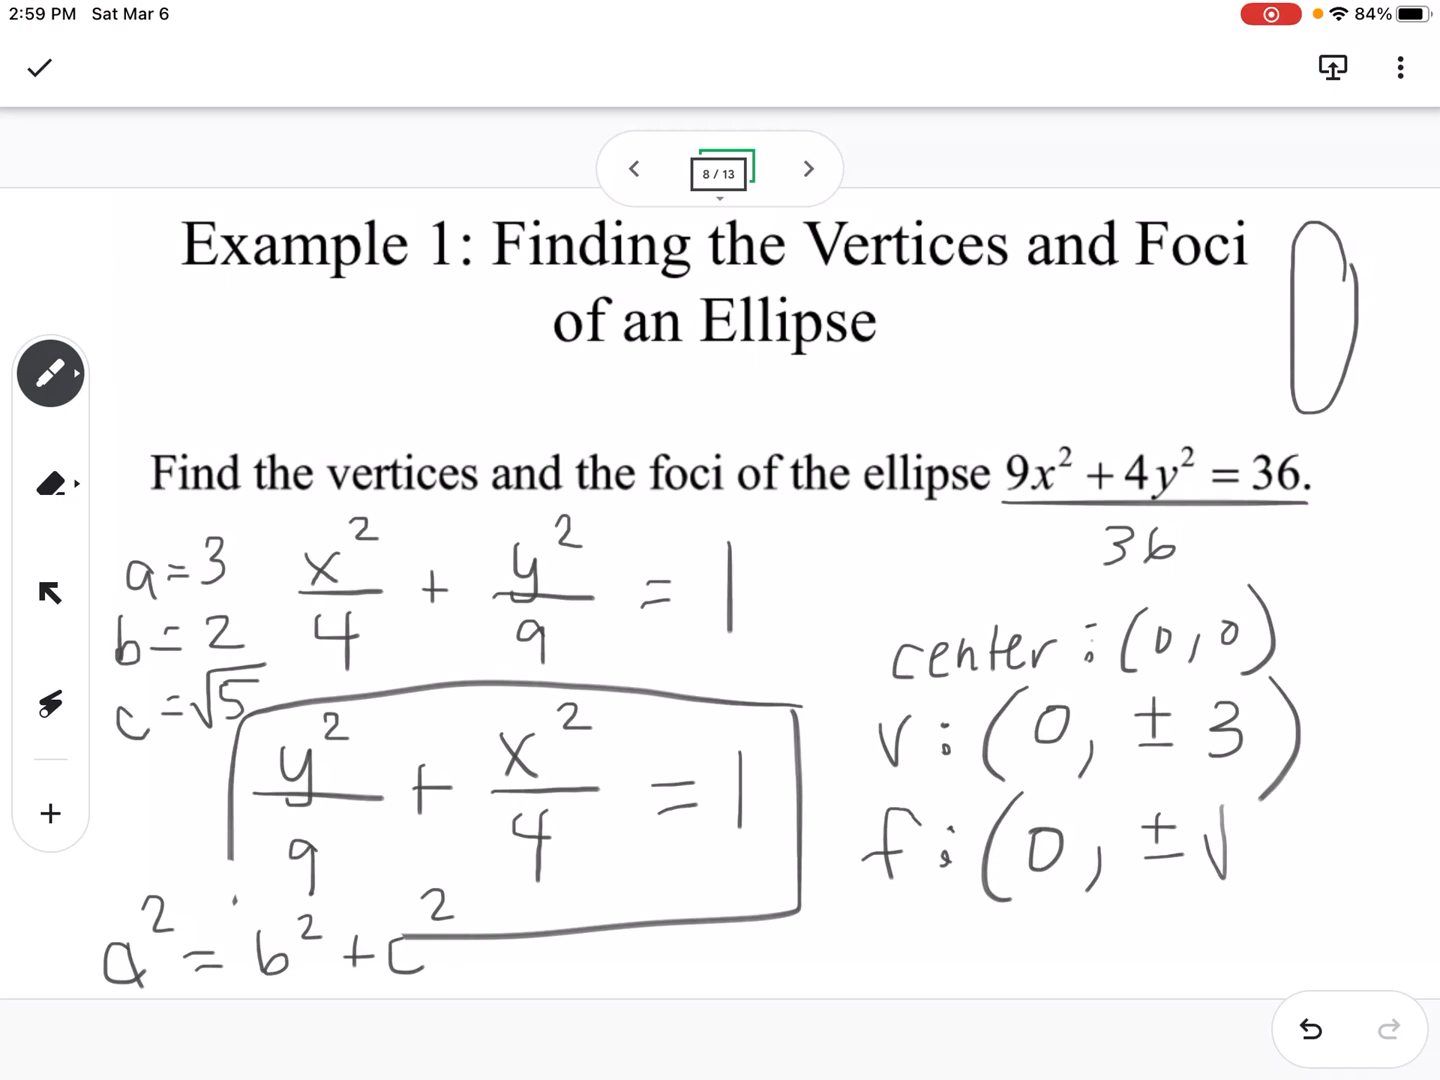 2:59 PM Sat Mar 6
84%
8 / 13
Example 1: Finding the Vertices and Foci
of an Ellipse
Find the vertices and the foci of the ellipse 9x² + 4y² = 36.
36
a = 3
b = 2
c = √5
x²/4 + y²/9 = 1
y²/9 + x²/4 = 1
a² = b² + c²
center : (0, 0)
v : (0, ± 3)
f : (0, ± √